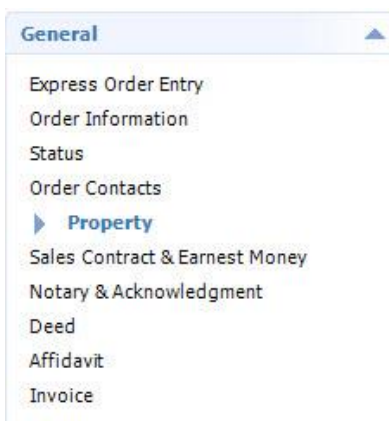 General
Express Order Entry
Order Information
Status
Order Contacts
Property
Sales Contract & Earnest Money
Notary & Acknowledgment
Deed
Affidavit
Invoice